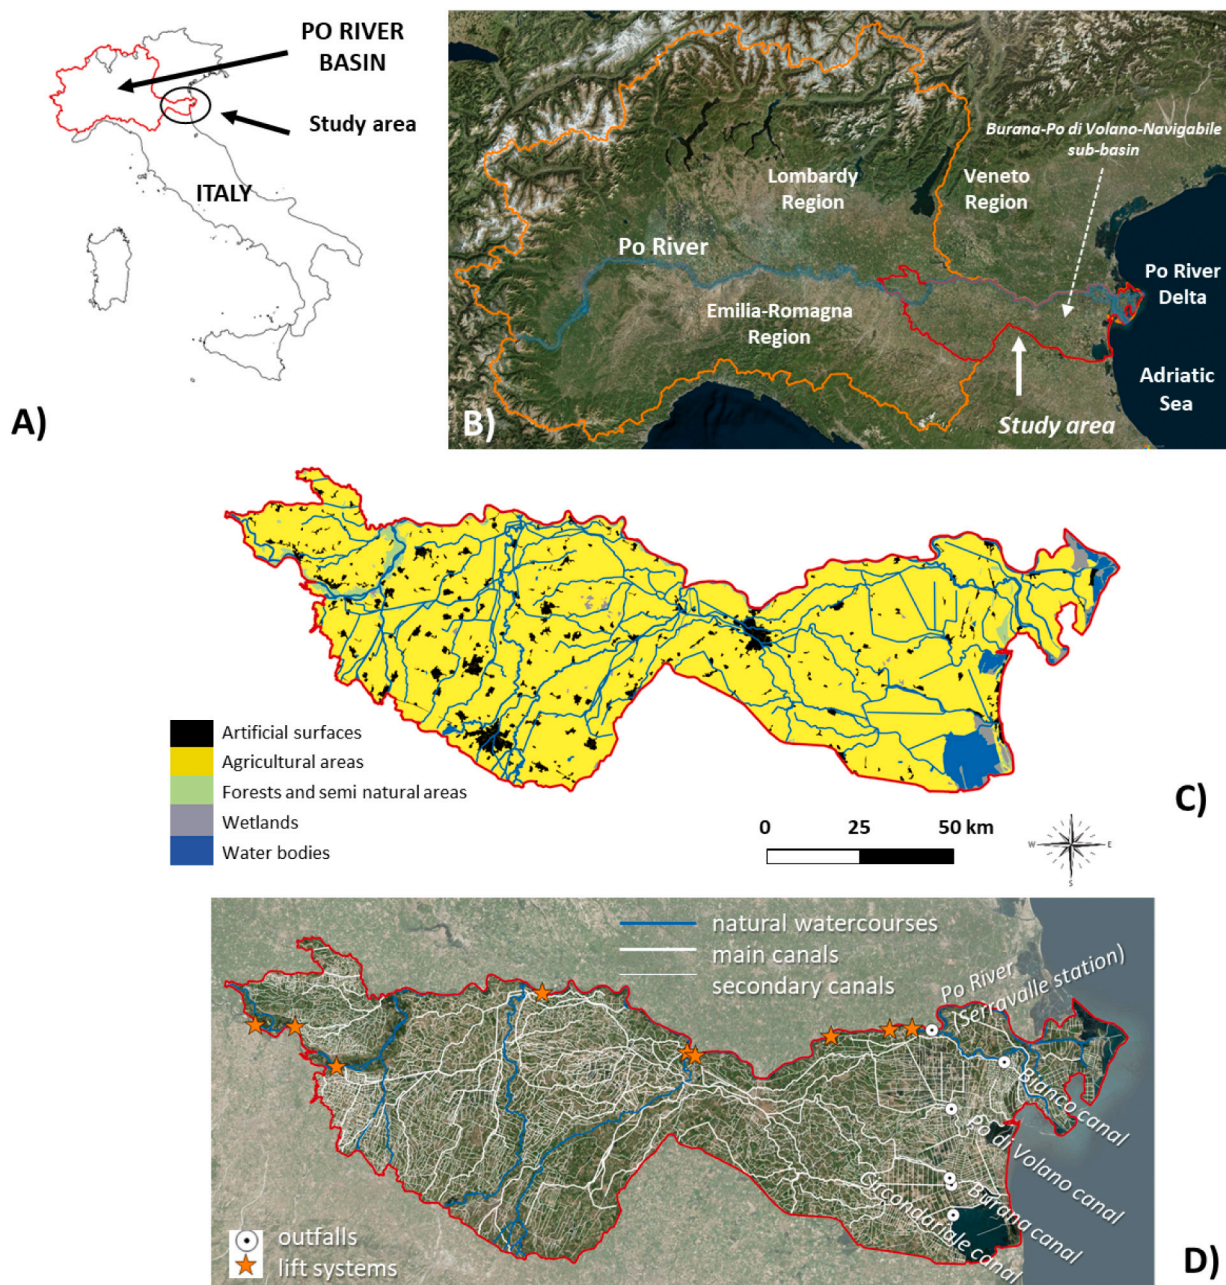 PO RIVER
BASIN
Study area
ITALY
A)
Burana-Po di Volano-Navigabile
sub-basin
Lombardy
Region
Veneto
Region
Po River
Po River
Delta
Emilia-Romagna
Region
Adriatic
Sea
Study area
B)
Artificial surfaces
Agricultural areas
Forests and semi natural areas
Wetlands
Water bodies
C)
0 25 50 km
N
W E
S
natural watercourses
main canals
secondary canals
Po River
(Serravalle station)
Bianco canal
Po di Volano canal
Burana canal
Circondariale canal
outfalls
lift systems
D)